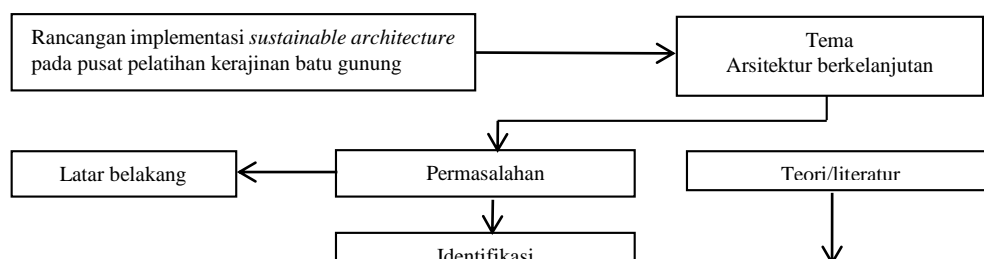 Rancangan implementasi sustainable architecture
pada pusat pelatihan kerajinan batu gunung
Tema
Arsitektur berkelanjutan
Latar belakang
Permasalahan
Teori/literatur
Identifikasi